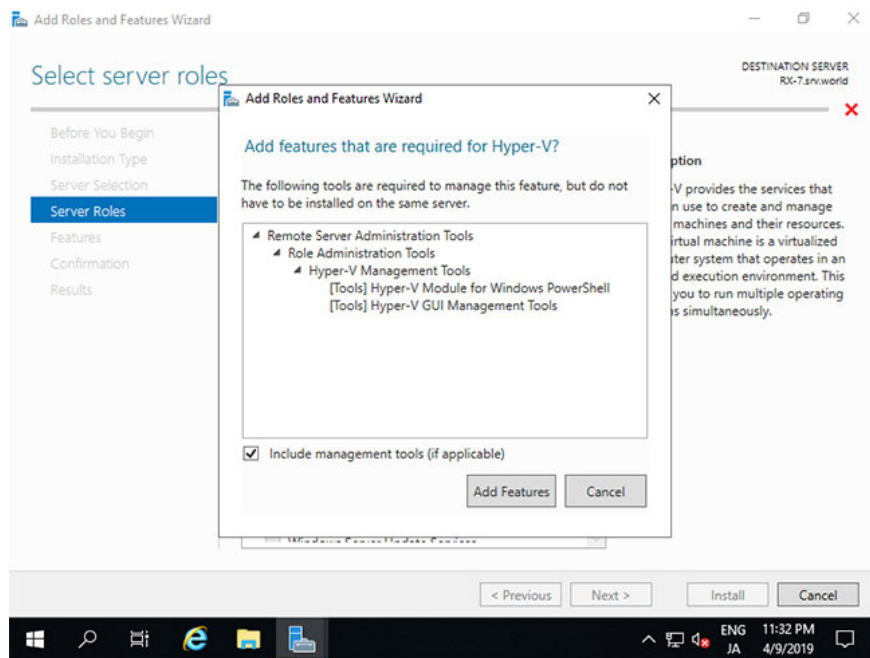 Add Roles and Features Wizard
Select server roles
DESTINATION SERVER
RX-7.srv.world
Before You Begin
Installation Type
Server Selection
Server Roles
Features
Confirmation
Results
Add Roles and Features Wizard
Add features that are required for Hyper-V?
The following tools are required to manage this feature, but do not
have to be installed on the same server.
Remote Server Administration Tools
Role Administration Tools
Hyper-V Management Tools
[Tools] Hyper-V Module for Windows PowerShell
[Tools] Hyper-V GUI Management Tools
Include management tools (if applicable)
Add Features
Cancel
ption
-V provides the services that
n use to create and manage
machines and their resources.
irtual machine is a virtualized
uter system that operates in an
d execution environment. This
you to run multiple operating
s simultaneously.
Windows Server Update Services
< Previous
Next >
Install
Cancel
ENG
JA
11:32 PM
4/9/2019